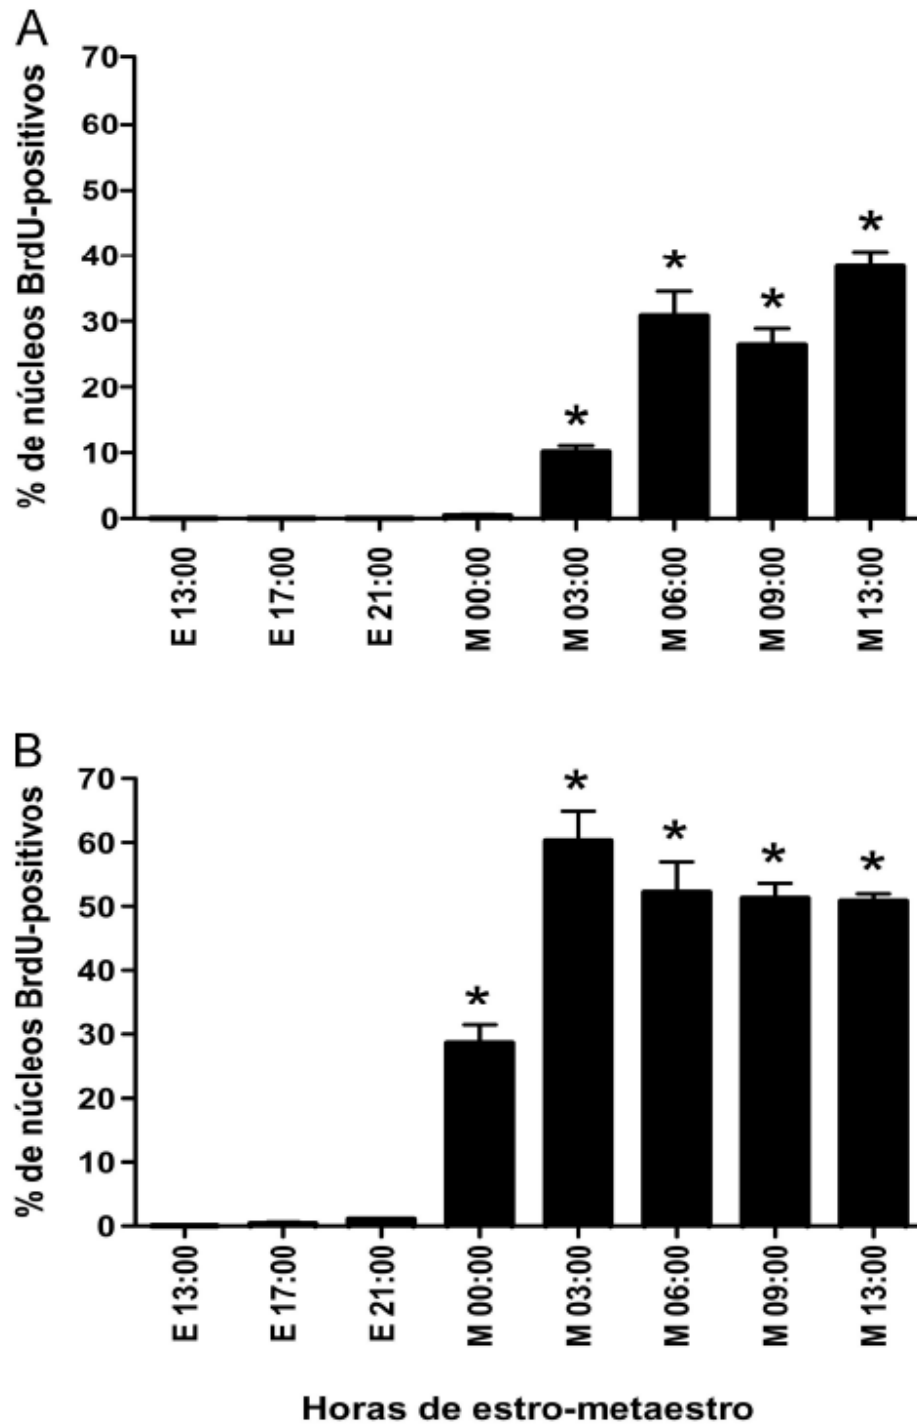 A
% de núcleos BrdU-positivos
70
60
50
40
30
20
10
0
*
*
*
*
E 13:00
E 17:00
E 21:00
M 00:00
M 03:00
M 06:00
M 09:00
M 13:00
B
% de núcleos BrdU-positivos
70
60
50
40
30
20
10
0
*
*
*
*
*
E 13:00
E 17:00
E 21:00
M 00:00
M 03:00
M 06:00
M 09:00
M 13:00
Horas de estro-metaestro